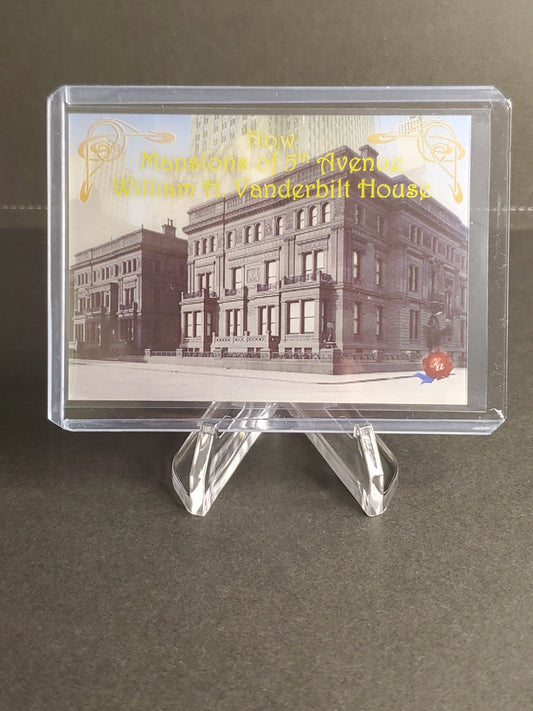 Now
Mansions of 5th Avenue
William H. Vanderbilt House